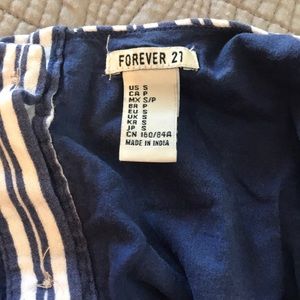 FOREVER 21
US S
CA P
MX S/P
BR P
EU S
UK S
KR S
JP S
CN 160/84A
MADE IN INDIA